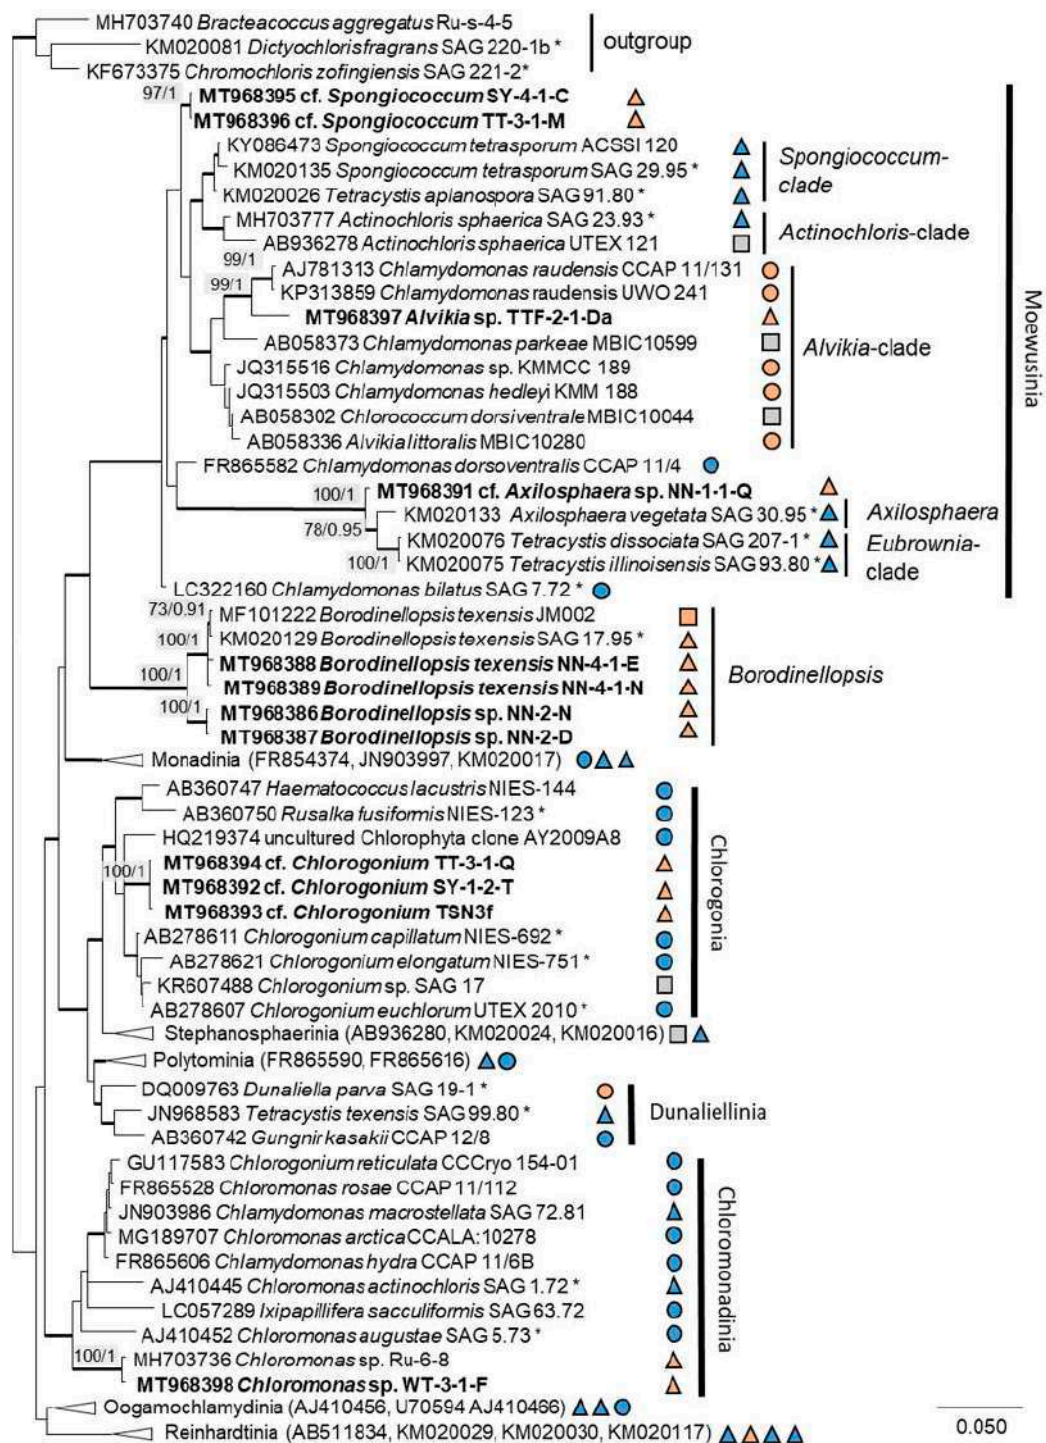 MH703740 Bracteacoccus aggregatus Ru-s-4-5
KM020081 Dictyochloris fragrans SAG 220-1b *
outgroup
KF673375 Chromochloris zofingiensis SAG 221-2*
97/1
MT968395 cf. Spongiococcum SY-4-1-C
MT968396 cf. Spongiococcum TT-3-1-M
KY086473 Spongiococcum tetrasporum ACSSI 120
KM020135 Spongiococcum tetrasporum SAG 29.95 *
Spongiococcum-
clade
KM020026 Tetracystis aplanospora SAG 91.80 *
MH703777 Actinochloris sphaerica SAG 23.93 *
Actinochloris-clade
AB936278 Actinochloris sphaerica UTEX 121
99/1
AJ781313 Chlamydomonas raudensis CCAP 11/131
99/1
KP313859 Chlamydomonas raudensis UWO 241
MT968397 Alvikia sp. TTF-2-1-Da
AB058373 Chlamydomonas parkeae MBIC10599
Alvikia-clade
JQ315516 Chlamydomonas sp. KMMCC 189
JQ315503 Chlamydomonas hedleyi KMM 188
AB058302 Chlorococcum dorsiventrale MBIC10044
AB058336 Alvikia littoralis MBIC10280
Moewusinia
FR865582 Chlamydomonas dorsoventralis CCAP 11/4
100/1
MT968391 cf. Axilosphaera sp. NN-1-1-Q
KM020133 Axilosphaera vegetata SAG 30.95 *
Axilosphaera
78/0.95
KM020076 Tetracystis dissociata SAG 207-1 *
Eubrownia-
clade
100/1
KM020075 Tetracystis illinoisensis SAG 93.80 *
LC322160 Chlamydomonas bilatus SAG 7.72 *
73/0.91
MF101222 Borodinellopsis texensis JM002
100/1
KM020129 Borodinellopsis texensis SAG 17.95 *
MT968388 Borodinellopsis texensis NN-4-1-E
Borodinellopsis
100/1
MT968389 Borodinellopsis texensis NN-4-1-N
100/1
MT968386 Borodinellopsis sp. NN-2-N
MT968387 Borodinellopsis sp. NN-2-D
Monadinia (FR854374, JN903997, KM020017)
AB360747 Haematococcus lacustris NIES-144
AB360750 Rusalka fusiformis NIES-123 *
HQ219374 uncultured Chlorophyta clone AY2009A8
100/1
MT968394 cf. Chlorogonium TT-3-1-Q
MT968392 cf. Chlorogonium SY-1-2-T
MT968393 cf. Chlorogonium TSN3f
Chlorogonia
AB278611 Chlorogonium capillatum NIES-692 *
AB278621 Chlorogonium elongatum NIES-751 *
KR607488 Chlorogonium sp. SAG 17
AB278607 Chlorogonium euchlorum UTEX 2010 *
Stephanosphaerinia (AB936280, KM020024, KM020016)
Polytominia (FR865590, FR865616)
DQ009763 Dunaliella parva SAG 19-1 *
JN968583 Tetracystis texensis SAG 99.80 *
Dunaliellinia
AB360742 Gungnir kasakii CCAP 12/8
GU117583 Chlorogonium reticulata CCCryo 154-01
FR865528 Chloromonas rosae CCAP 11/112
JN903986 Chlamydomonas macrostellata SAG 72.81
MG189707 Chloromonas arctica CCALA:10278
FR865606 Chlamydomonas hydra CCAP 11/6B
AJ410445 Chloromonas actinochloris SAG 1.72 *
Chloromonadinia
LC057289 Ixipapillifera sacculiformis SAG 63.72
AJ410452 Chloromonas augustae SAG 5.73 *
100/1
MH703736 Chloromonas sp. Ru-6-8
MT968398 Chloromonas sp. WT-3-1-F
Oogamochlamydinia (AJ410456, U70594 AJ410466)
Reinhardtinia (AB511834, KM020029, KM020030, KM020117)
0.050